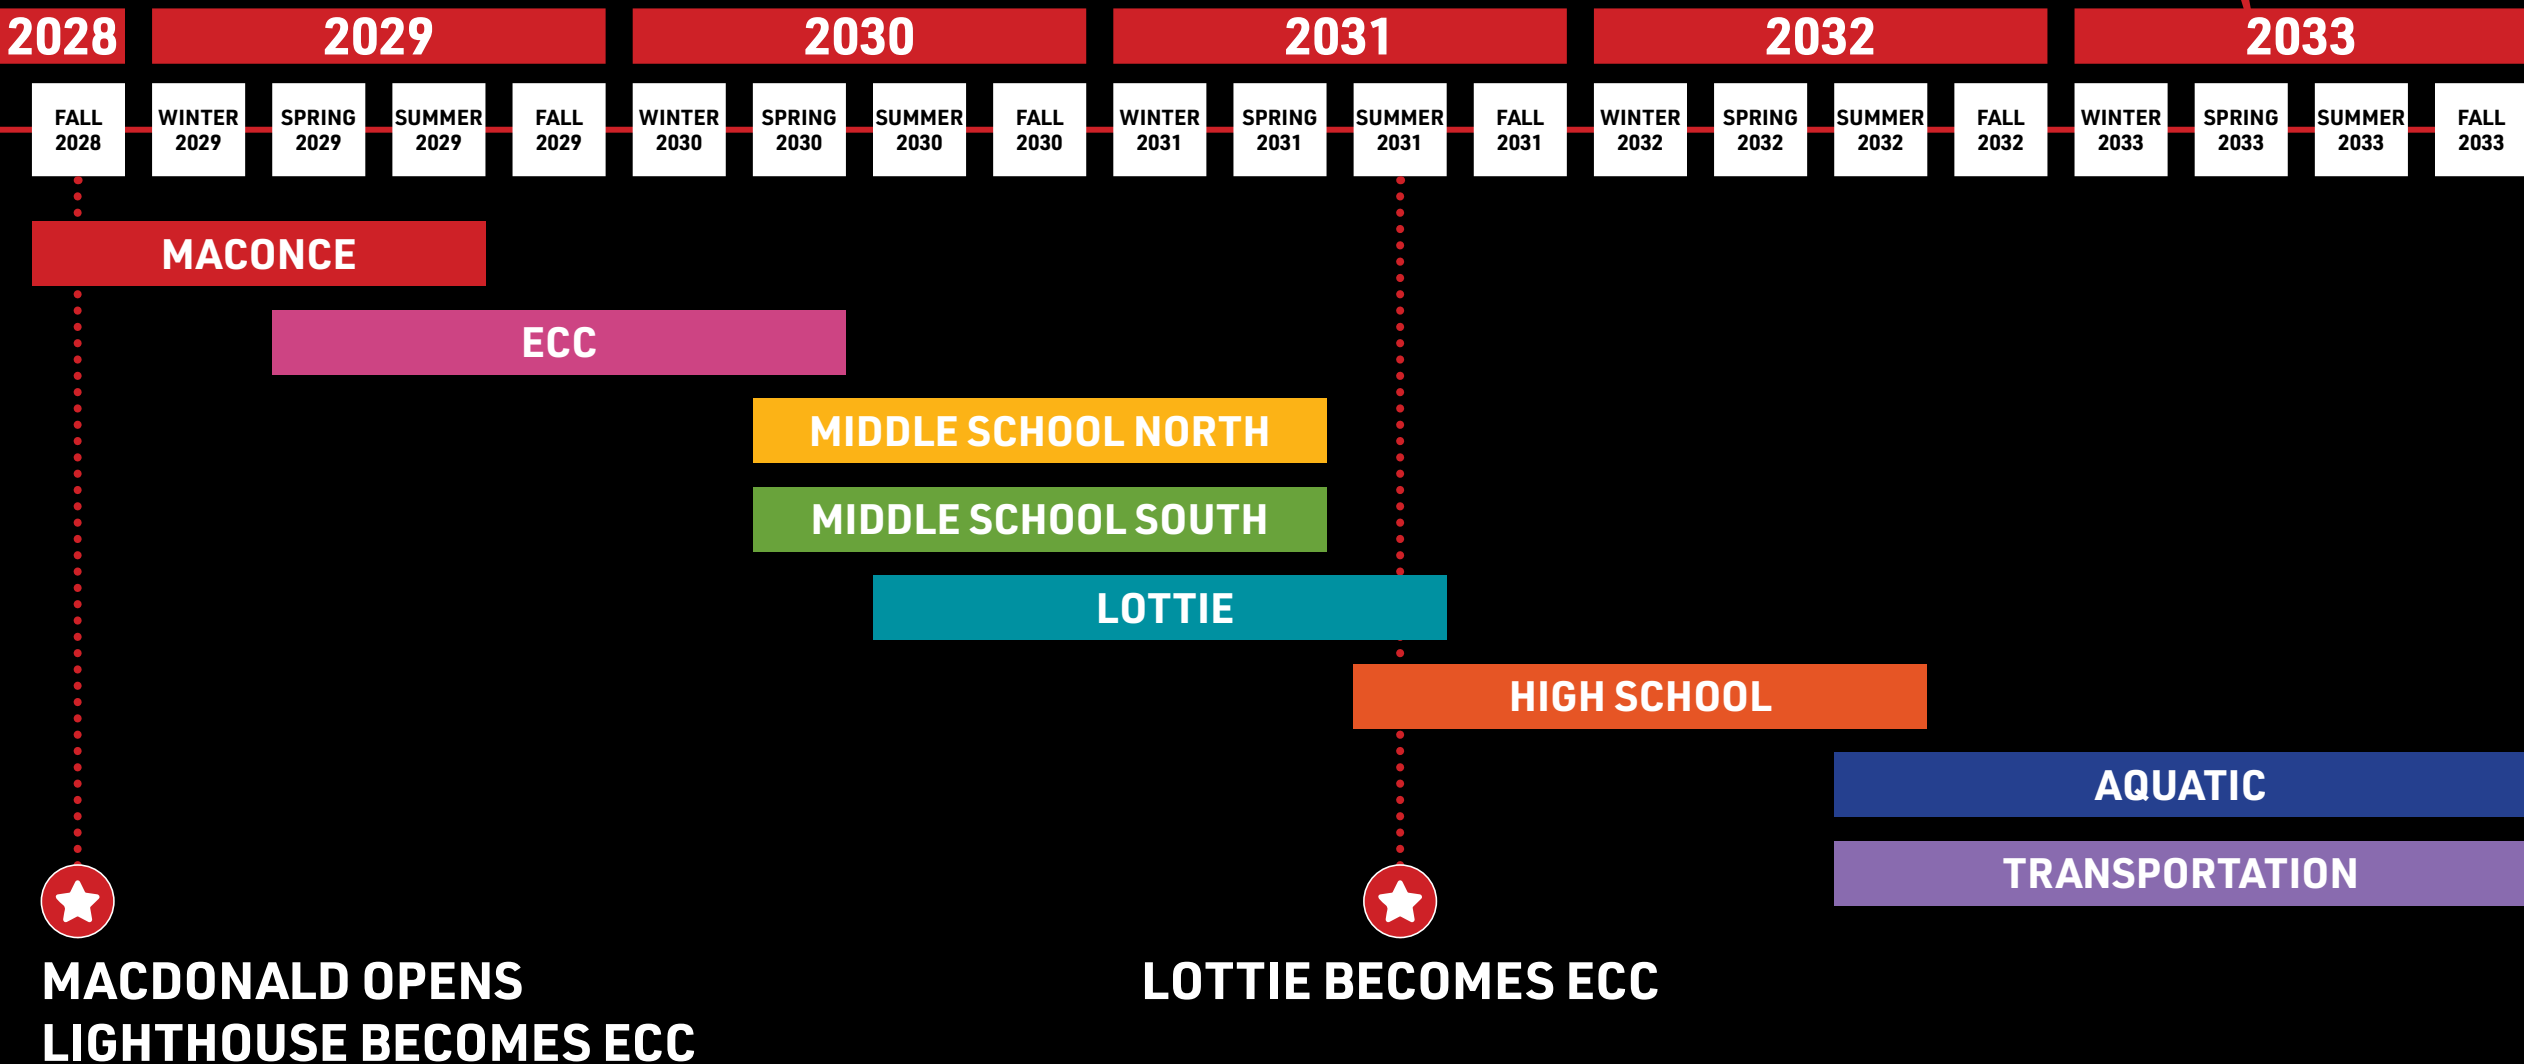 2028 2029 2030 2031 2032 2033
FALL WINTER SPRING SUMMER FALL WINTER SPRING SUMMER FALL WINTER SPRING SUMMER FALL WINTER SPRING SUMMER FALL WINTER SPRING SUMMER FALL
2028 2029 2029 2029 2029 2030 2030 2030 2030 2031 2031 2031 2031 2032 2032 2032 2032 2033 2033 2033 2033
MACONCE
ECC
MIDDLE SCHOOL NORTH
MIDDLE SCHOOL SOUTH
LOTTIE
HIGH SCHOOL
AQUATIC
TRANSPORTATION
MACDONALD OPENS
LIGHTHOUSE BECOMES ECC
LOTTIE BECOMES ECC